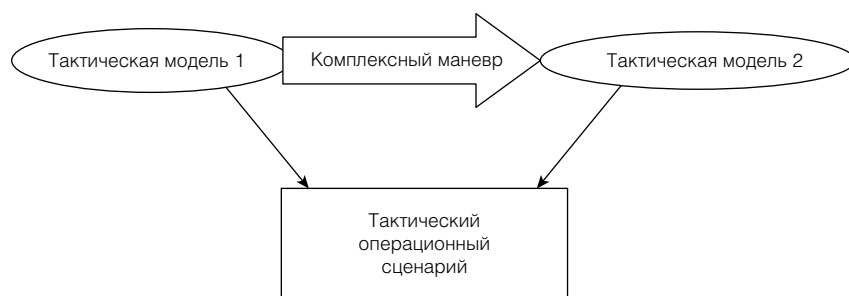 Тактическая модель 1
Комплексный маневр
Тактическая модель 2
Тактический
операционный
сценарий